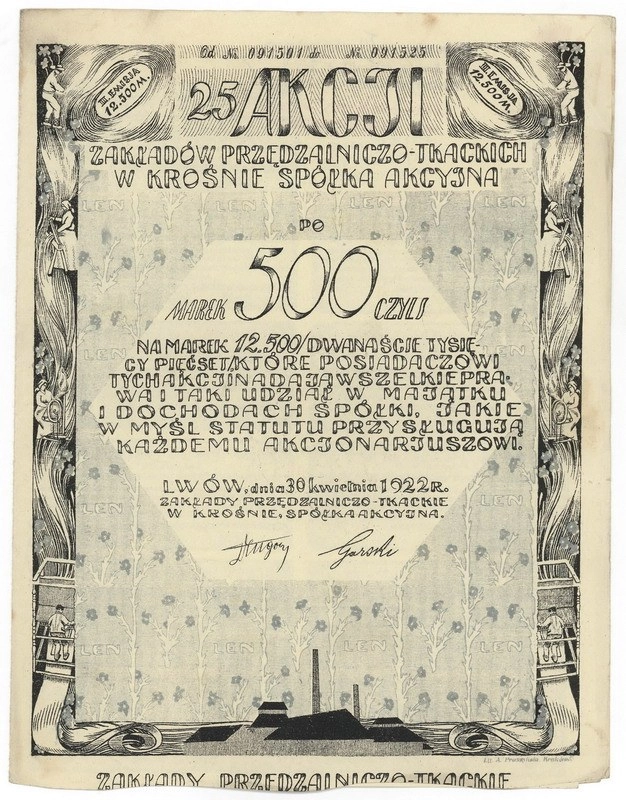 Od № 091501 do № 091525
III. EMISJA
12.500 M.
25 AKCJI
III. EMISJA
12.500 M.
ZAKŁADÓW PRZĘDZALNICZO-TKACKICH
W KROŚNIE SPÓŁKA AKCYJNA
LEN LEN LEN LEN
PO
MAREK 500 CZYLI
NA MAREK 12.500/DWANAŚCIE TYSIĘ-
CY PIĘĆSET/KTÓRE POSIADACZOWI
TYCH AKCJI NADAJĄ WSZELKIE PRA-
WA I TAKI UDZIAŁ W MAJĄTKU
I DOCHODACH SPÓŁKI, JAKIE
W MYŚL STATUTU PRZYSŁUGUJĄ
KAŻDEMU AKCJONARJUSZOWI.
LWÓW, dnia 30 kwietnia 1922 R.
ZAKŁADY PRZĘDZALNICZO-TKACKIE
W KROŚNIE, SPÓŁKA AKCYJNA.
Garski
LEN LEN LEN LEN
ZAKŁADY PRZĘDZALNICZO-TKACKIE